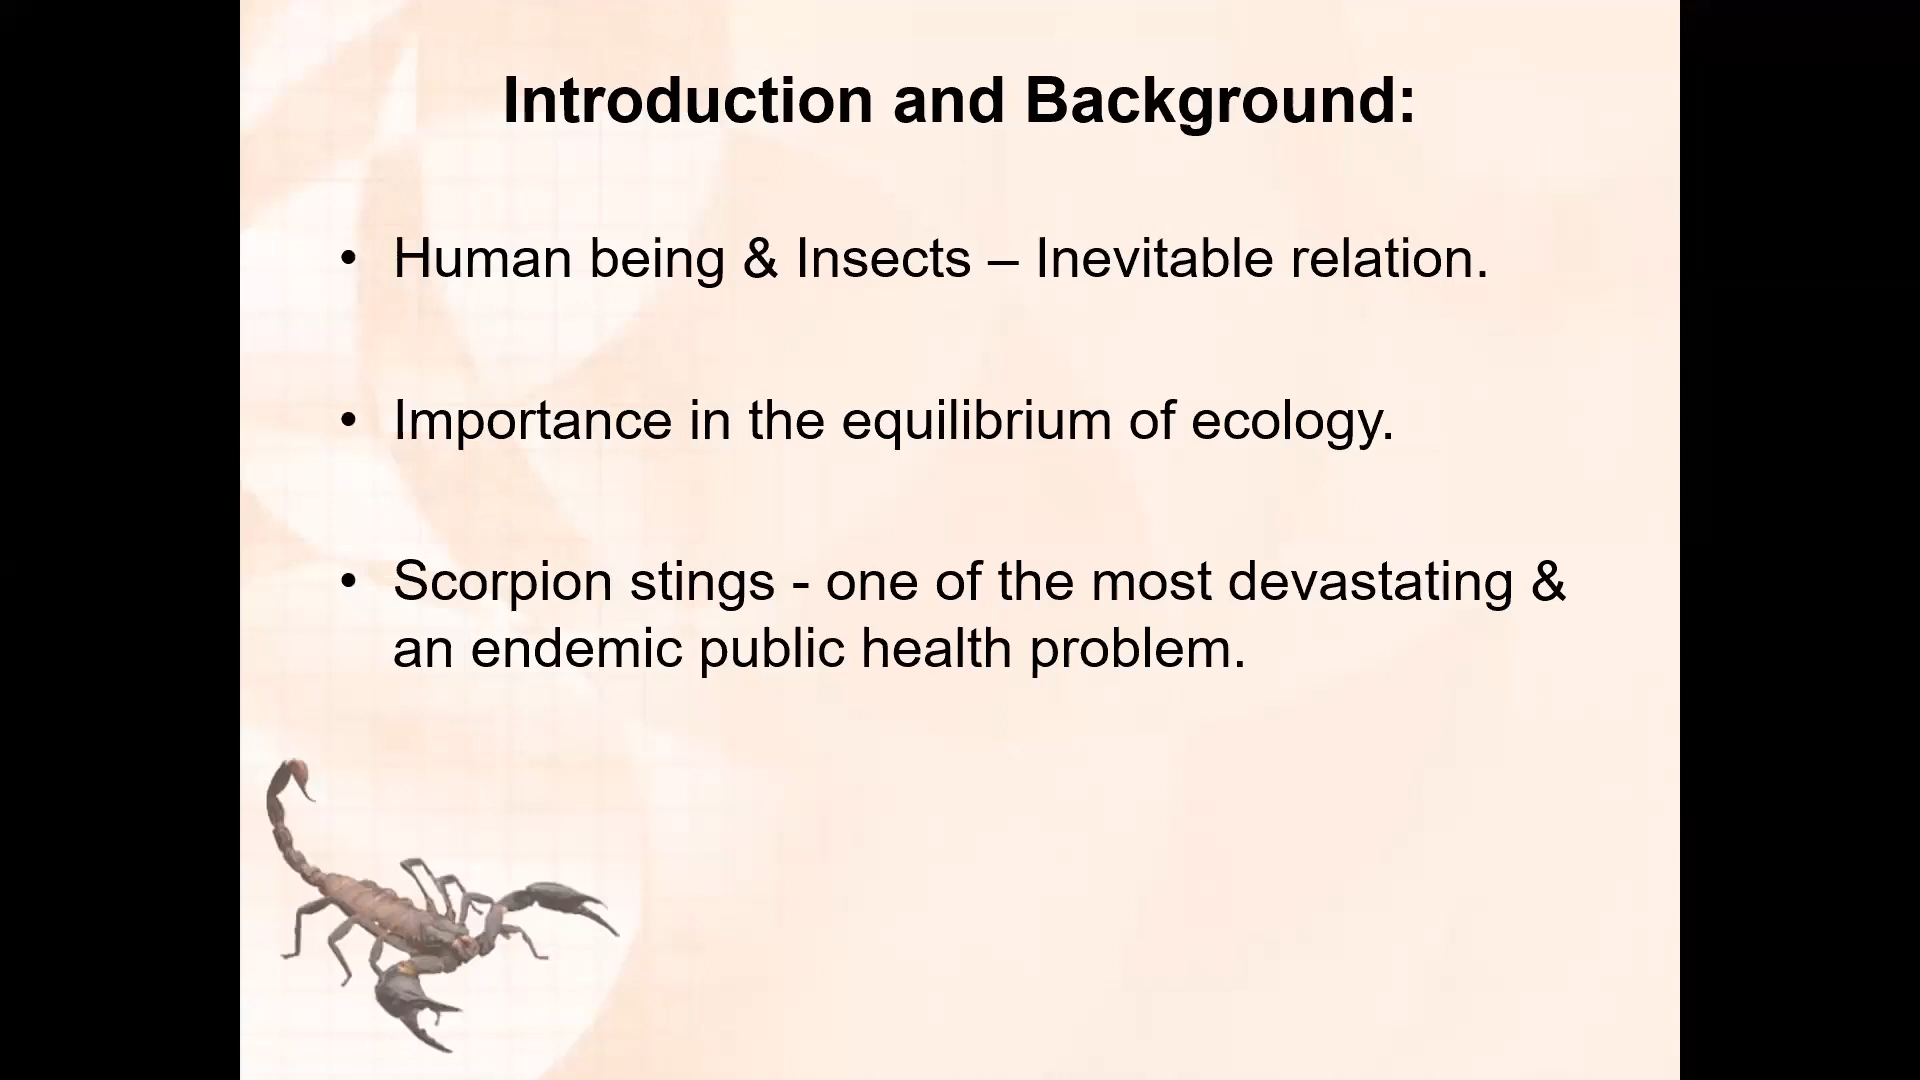 Introduction and Background:
• Human being & Insects – Inevitable relation.
• Importance in the equilibrium of ecology.
• Scorpion stings - one of the most devastating &
an endemic public health problem.